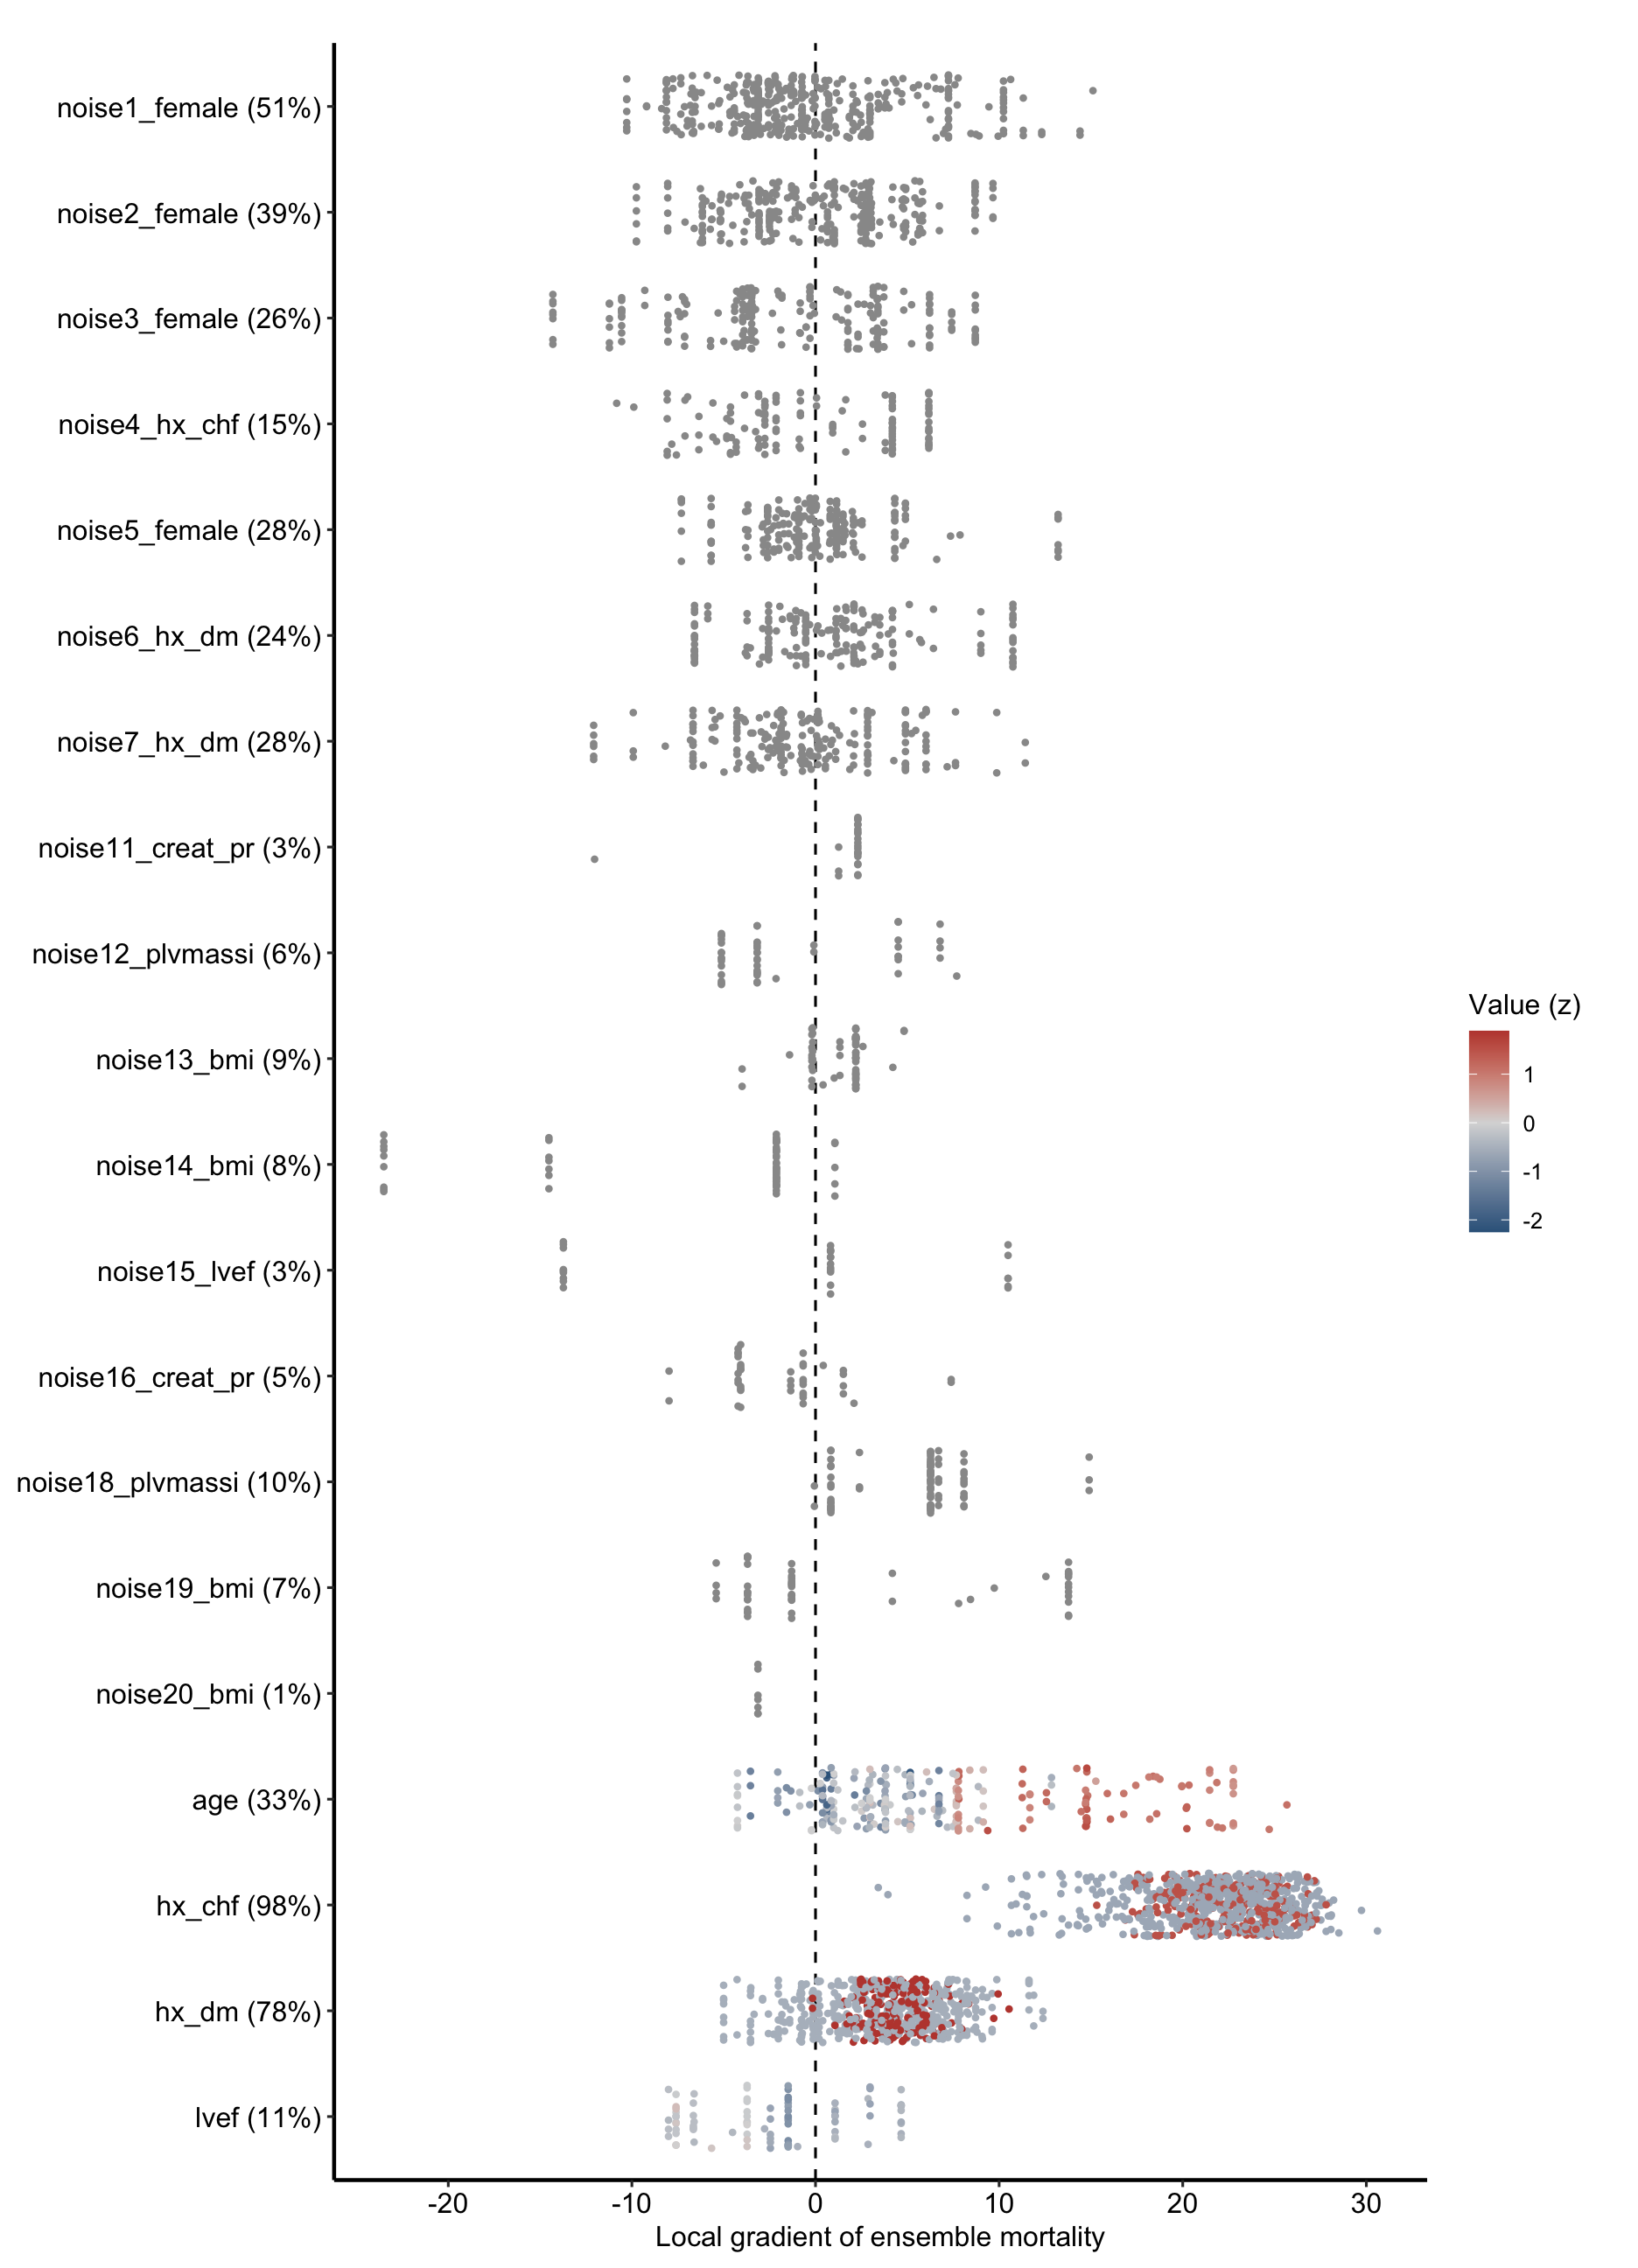 noise1_female (51%)
noise2_female (39%)
noise3_female (26%)
noise4_hx_chf (15%)
noise5_female (28%)
noise6_hx_dm (24%)
noise7_hx_dm (28%)
noise11_creat_pr (3%)
noise12_plvmassi (6%)
noise13_bmi (9%)
noise14_bmi (8%)
noise15_lvef (3%)
noise16_creat_pr (5%)
noise18_plvmassi (10%)
noise19_bmi (7%)
noise20_bmi (1%)
age (33%)
hx_chf (98%)
hx_dm (78%)
lvef (11%)
-20 -10 0 10 20 30
Local gradient of ensemble mortality
Value (z)
1
0
-1
-2